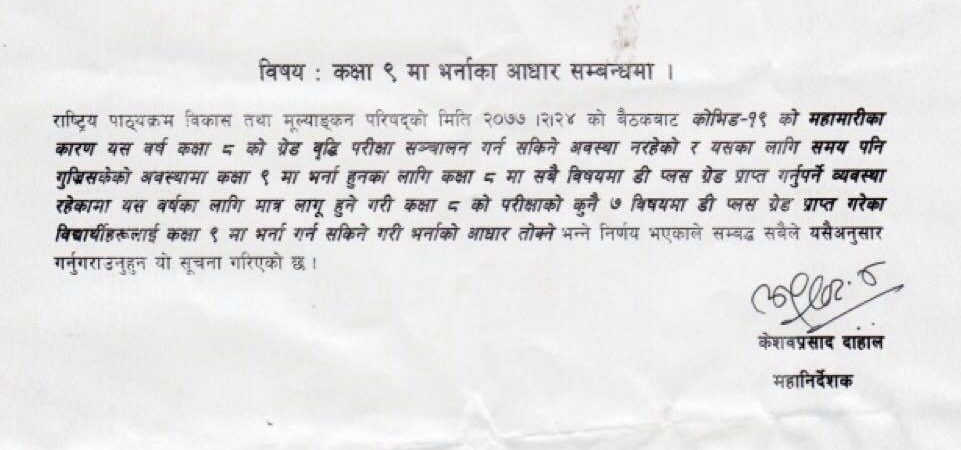 विषय : कक्षा ९ मा भर्नाका आधार सम्बन्धमा ।
राष्ट्रिय पाठ्यक्रम विकास तथा मूल्याङ्कन परिषद्को मिति २०७७।२।२४ को बैठकबाट कोभिड-१९ को महामारीका
कारण यस वर्ष कक्षा ८ को ग्रेड वृद्धि परीक्षा सञ्चालन गर्न सकिने अवस्था नरहेको र यसका लागि समय पनि
गुज्रिसकेको अवस्थामा कक्षा ९ मा भर्ना हुनका लागि कक्षा ८ मा सबै विषयमा डी प्लस ग्रेड प्राप्त गर्नुपर्ने व्यवस्था
रहेकामा यस वर्षका लागि मात्र लागू हुने गरी कक्षा ८ को परीक्षाको कुनै ७ विषयमा डी प्लस ग्रेड प्राप्त गरेका
विद्यार्थीहरूलाई कक्षा ९ मा भर्ना गर्न सकिने गरी भर्नाको आधार तोक्ने भन्ने निर्णय भएकाले सम्बद्ध सबैले यसैअनुसार
गर्नुगराउनुहुन यो सूचना गरिएको छ ।
केशवप्रसाद दाहाल
महानिर्देशक